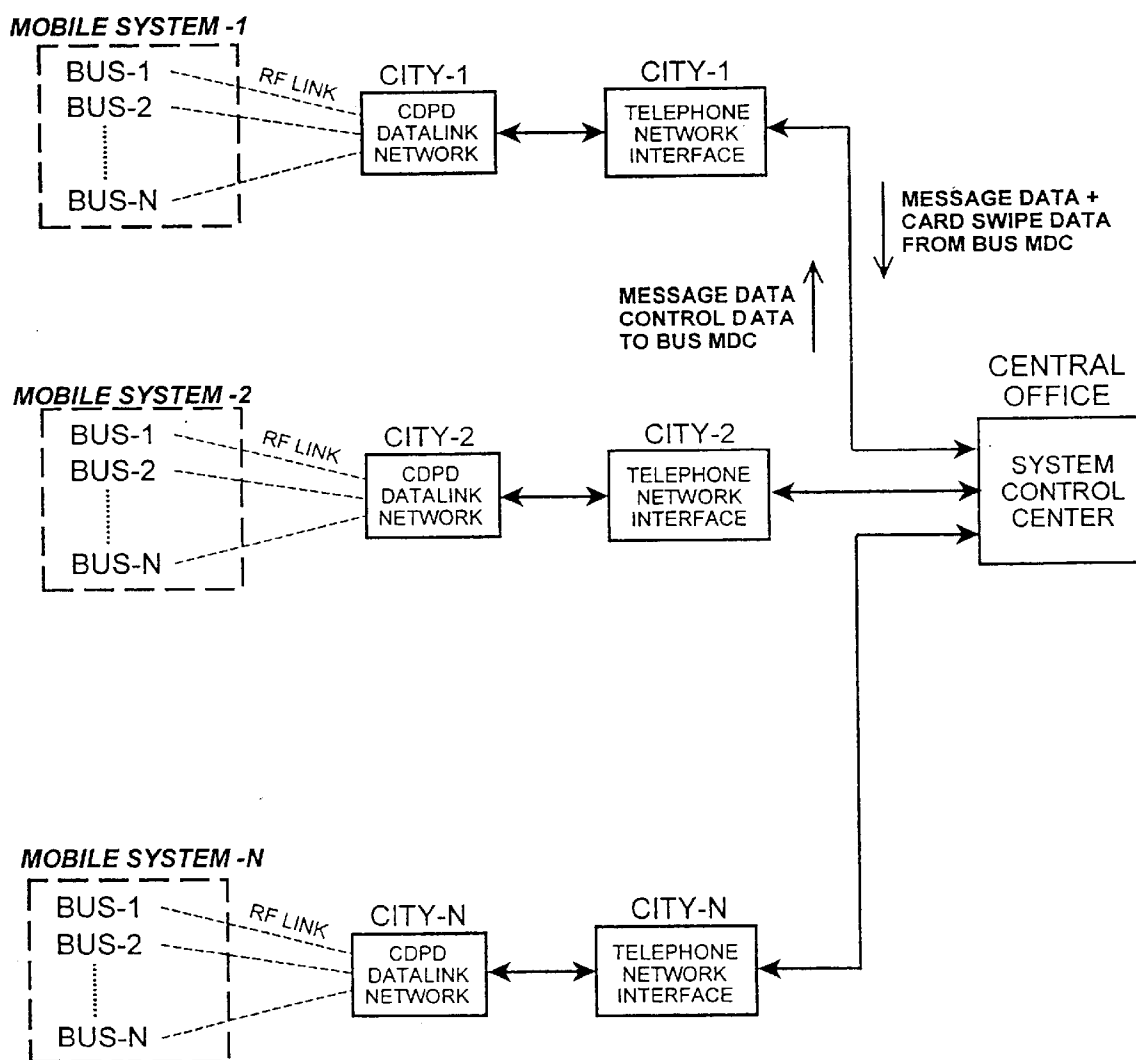 MOBILE SYSTEM -1
BUS-1
BUS-2
BUS-N
RF LINK
CITY-1
CDPD
DATALINK
NETWORK
CITY-1
TELEPHONE
NETWORK
INTERFACE
MESSAGE DATA +
CARD SWIPE DATA
FROM BUS MDC
MESSAGE DATA
CONTROL DATA
TO BUS MDC
MOBILE SYSTEM -2
BUS-1
BUS-2
BUS-N
RF LINK
CITY-2
CDPD
DATALINK
NETWORK
CITY-2
TELEPHONE
NETWORK
INTERFACE
CENTRAL
OFFICE
SYSTEM
CONTROL
CENTER
MOBILE SYSTEM -N
BUS-1
BUS-2
BUS-N
RF LINK
CITY-N
CDPD
DATALINK
NETWORK
CITY-N
TELEPHONE
NETWORK
INTERFACE